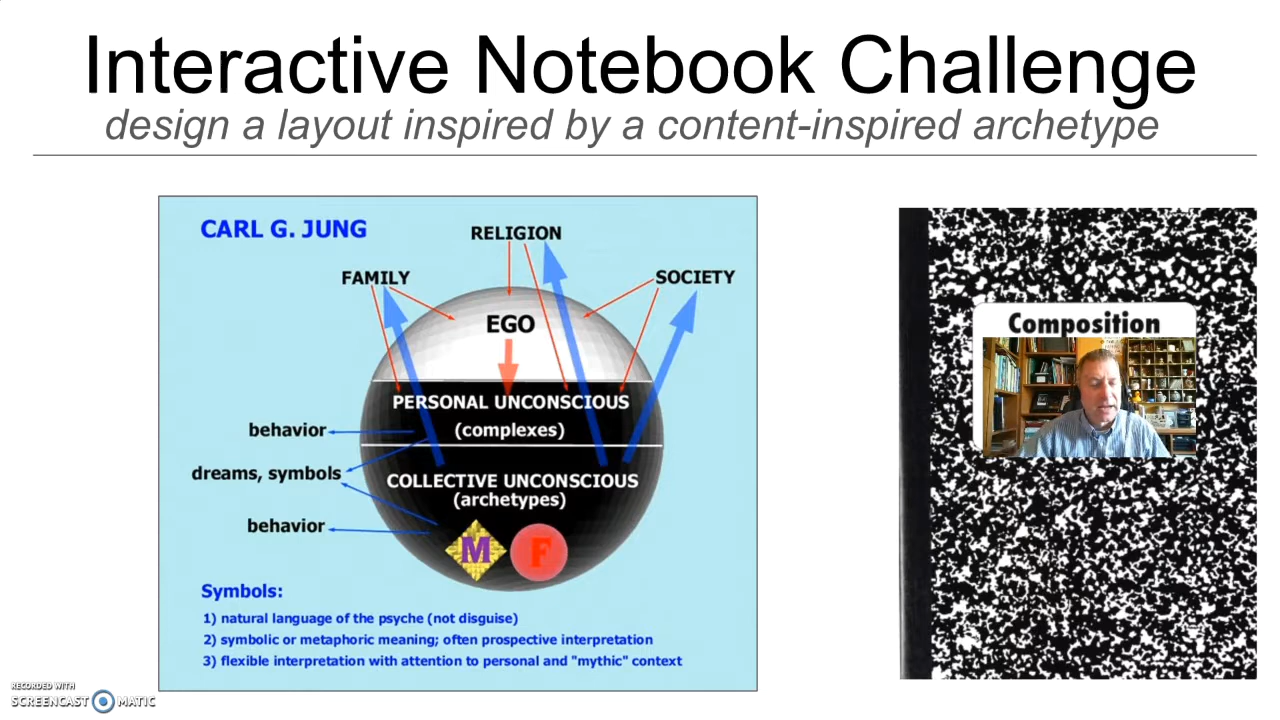 Interactive Notebook Challenge
design a layout inspired by a content-inspired archetype
CARL G. JUNG
RELIGION
FAMILY
SOCIETY
EGO
PERSONAL UNCONSCIOUS
(complexes)
behavior
dreams, symbols
COLLECTIVE UNCONSCIOUS
(archetypes)
behavior
M
F
Symbols:
1) natural language of the psyche (not disguise)
2) symbolic or metaphoric meaning; often prospective interpretation
3) flexible interpretation with attention to personal and "mythic" context
Composition
RECORDED WITH
SCREENCAST MATIC